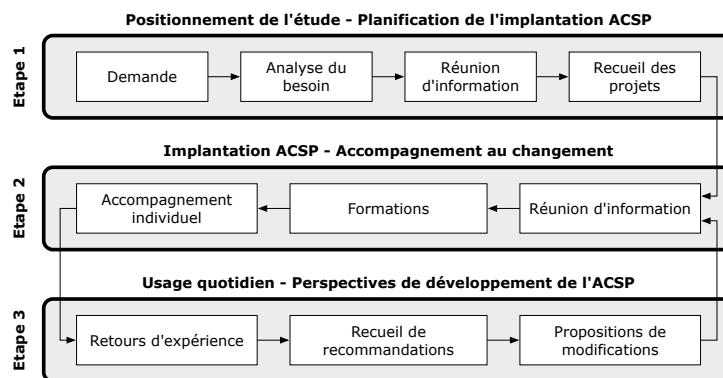 Positionnement de l'étude - Planification de l'implantation ACSP
Etape 1
Demande
Analyse du
besoin
Réunion
d'information
Recueil des
projets
Implantation ACSP - Accompagnement au changement
Etape 2
Accompagnement
individuel
Formations
Réunion d'information
Usage quotidien - Perspectives de développement de l'ACSP
Etape 3
Retours d'expérience
Recueil de
recommandations
Propositions de
modifications